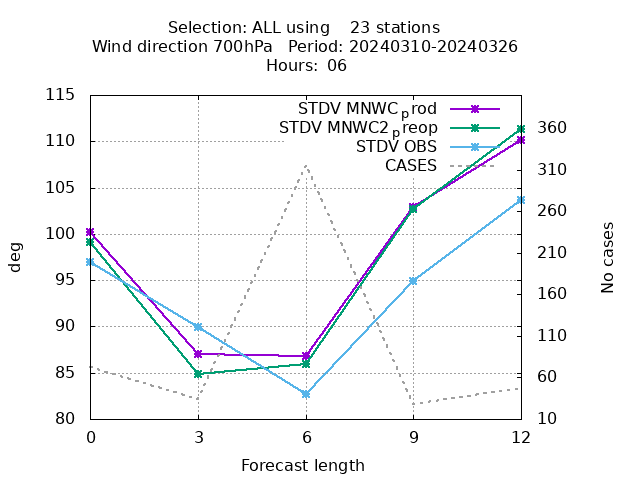 Selection: ALL using 23 stations
Wind direction 700hPa Period: 20240310-20240326
Hours: 06
STDV MNWCprod
STDV MNWC2preop
STDV OBS
CASES
115
110
105
100
95
90
85
80
deg
360
310
260
210
160
110
60
10
No cases
0 3 6 9 12
Forecast length